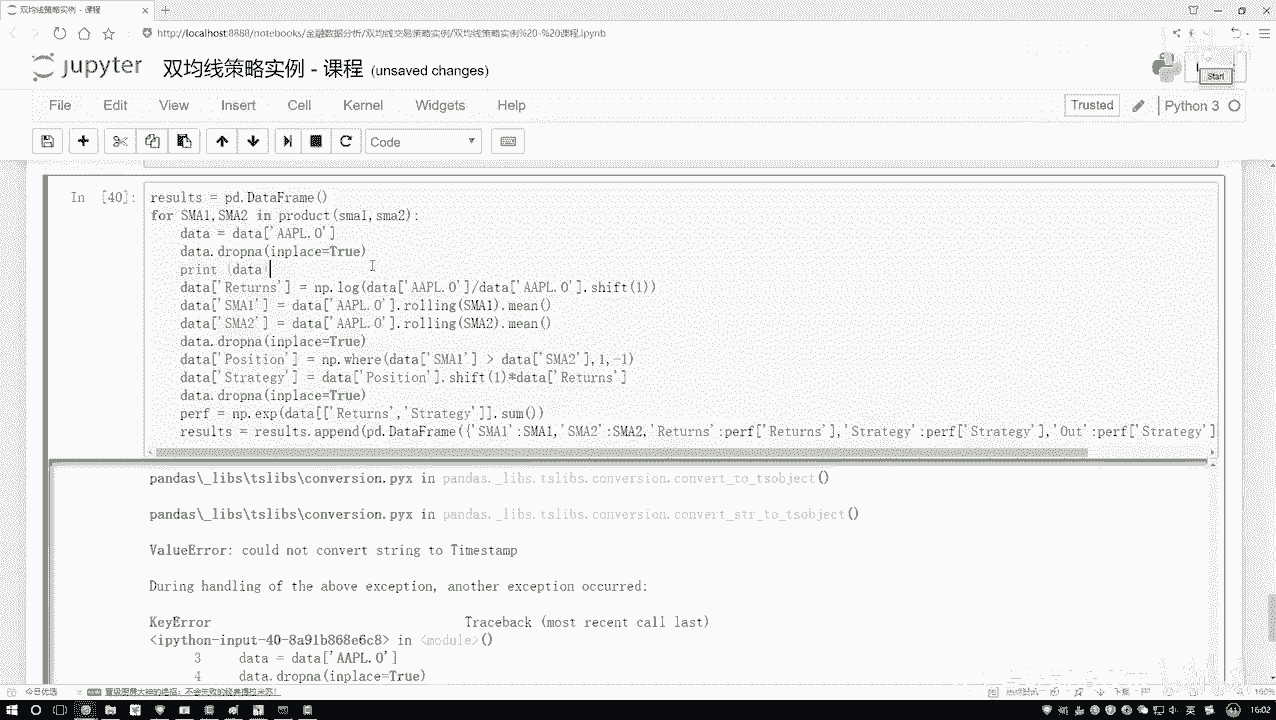 双均线策略实例 - 课程
http://localhost:8888/notebooks/金融数据分析/双均线交易策略实例/双均线策略实例%20-%20课程.ipynb
jupyter 双均线策略实例 - 课程 (unsaved changes)
Start
File Edit View Insert Cell Kernel Widgets Help
Trusted Python 3
Code
In [40]:
results = pd.DataFrame()
for SMA1,SMA2 in product(sma1,sma2):
data = data['AAPL.O']
data.dropna(inplace=True)
print (data
data['Returns'] = np.log(data['AAPL.O']/data['AAPL.O'].shift(1))
data['SMA1'] = data['AAPL.O'].rolling(SMA1).mean()
data['SMA2'] = data['AAPL.O'].rolling(SMA2).mean()
data.dropna(inplace=True)
data['Position'] = np.where(data['SMA1'] > data['SMA2'],1,-1)
data['Strategy'] = data['Position'].shift(1)*data['Returns']
data.dropna(inplace=True)
perf = np.exp(data[['Returns','Strategy']].sum())
results = results.append(pd.DataFrame({'SMA1':SMA1,'SMA2':SMA2,'Returns':perf['Returns'],'Strategy':perf['Strategy'],'Out':perf['Strategy']
pandas\_libs\tslibs\conversion.pyx in pandas._libs.tslibs.conversion.convert_to_tsobject()
pandas\_libs\tslibs\conversion.pyx in pandas._libs.tslibs.conversion.convert_str_to_tsobject()
ValueError: could not convert string to Timestamp
During handling of the above exception, another exception occurred:
KeyError Traceback (most recent call last)
<ipython-input-40-8a91b868e6c8> in <module>()
3 data = data['AAPL.O']
4 data.dropna(inplace=True)
今日优选
下载
160%
英
16:02